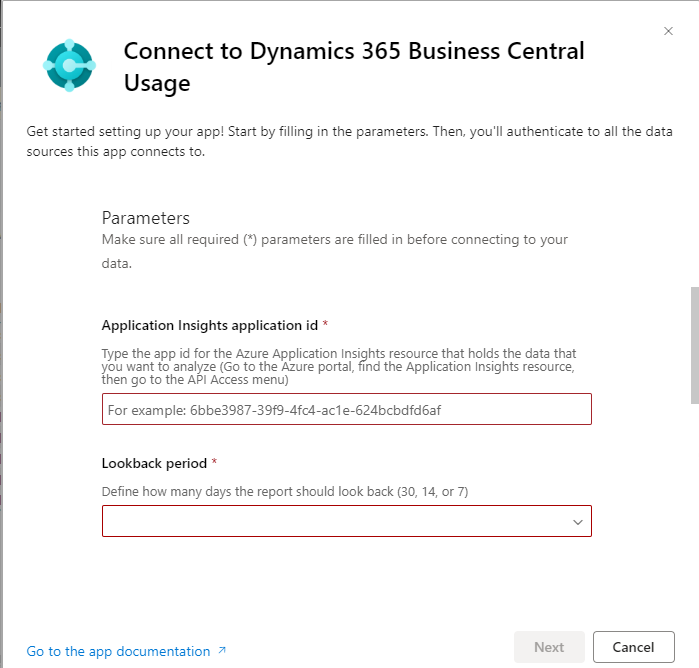 Connect to Dynamics 365 Business Central
Usage
Get started setting up your app! Start by filling in the parameters. Then, you'll authenticate to all the data
sources this app connects to.
Parameters
Make sure all required (*) parameters are filled in before connecting to your
data.
Application Insights application id *
Type the app id for the Azure Application Insights resource that holds the data that
you want to analyze (Go to the Azure portal, find the Application Insights resource,
then go to the API Access menu)
For example: 6bbe3987-39f9-4fc4-ac1e-624bcbdfd6af
Lookback period *
Define how many days the report should look back (30, 14, or 7)
Go to the app documentation
Next
Cancel